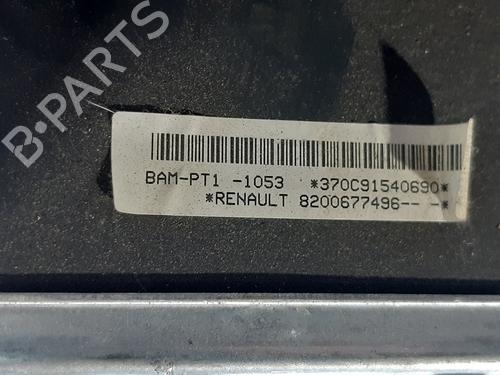 B-PARTS
BAM-PT1 -1053 *370C91540690*
*RENAULT 8200677496-- -*